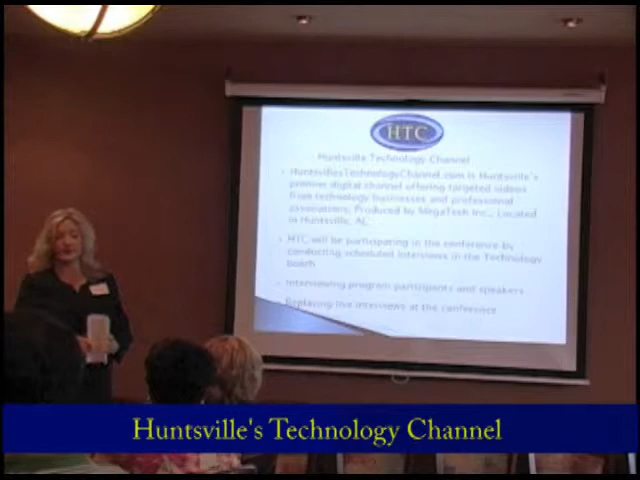 HTC
Huntsville Technology Channel
HuntsvillesTechnologyChannel.com is Huntsville's
premier digital channel offering targeted videos
from technology businesses and professional
associations. Produced by MegaTech Inc., Located
in Huntsville, AL.
HTC will be participating in the conference by
conducting scheduled interviews in the Technology
Booth
Interviewing program participants and speakers
Replaying live interviews at the conference
Huntsville's Technology Channel